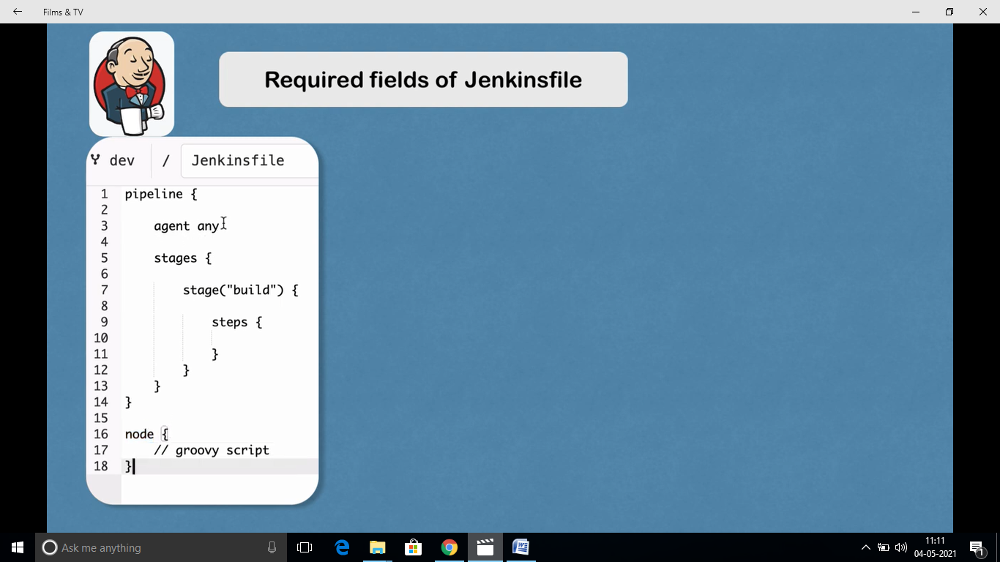 Films & TV
Required fields of Jenkinsfile
dev / Jenkinsfile
1 pipeline {
2
3 agent any
4
5 stages {
6
7 stage("build") {
8
9 steps {
10
11 }
12 }
13 }
14 }
15
16 node {
17 // groovy script
18 }
Ask me anything
11:11
04-05-2021
1